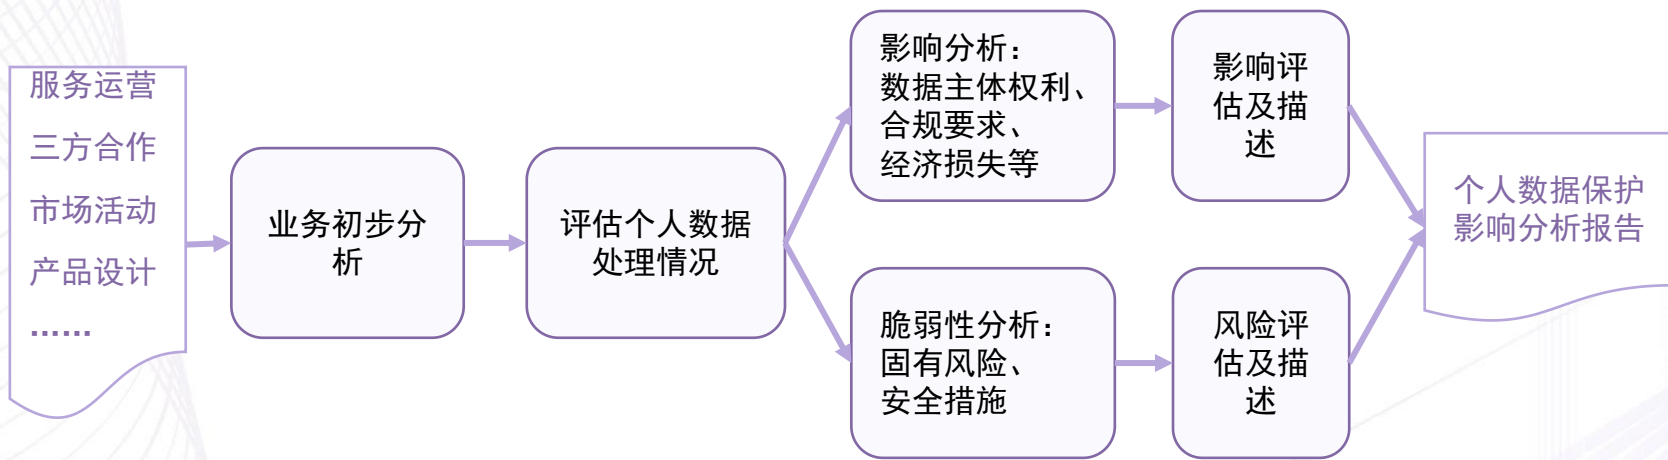 服务运营
三方合作
市场活动
产品设计
……
业务初步分
析
评估个人数据
处理情况
影响分析：
数据主体权利、
合规要求、
经济损失等
影响评
估及描
述
脆弱性分析：
固有风险、
安全措施
风险评
估及描
述
个人数据保护
影响分析报告